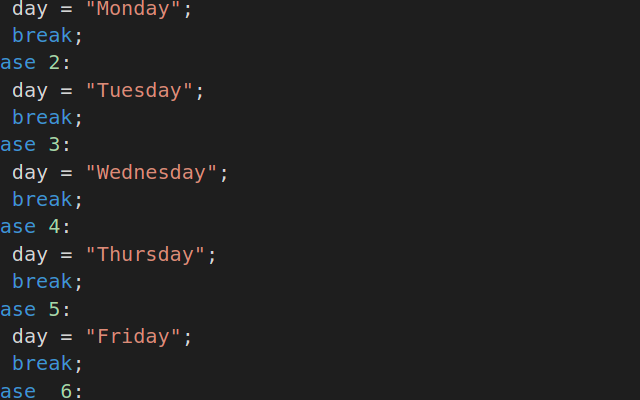 day = "Monday";
break;
ase 2:
day = "Tuesday";
break;
ase 3:
day = "Wednesday";
break;
ase 4:
day = "Thursday";
break;
ase 5:
day = "Friday";
break;
ase  6: